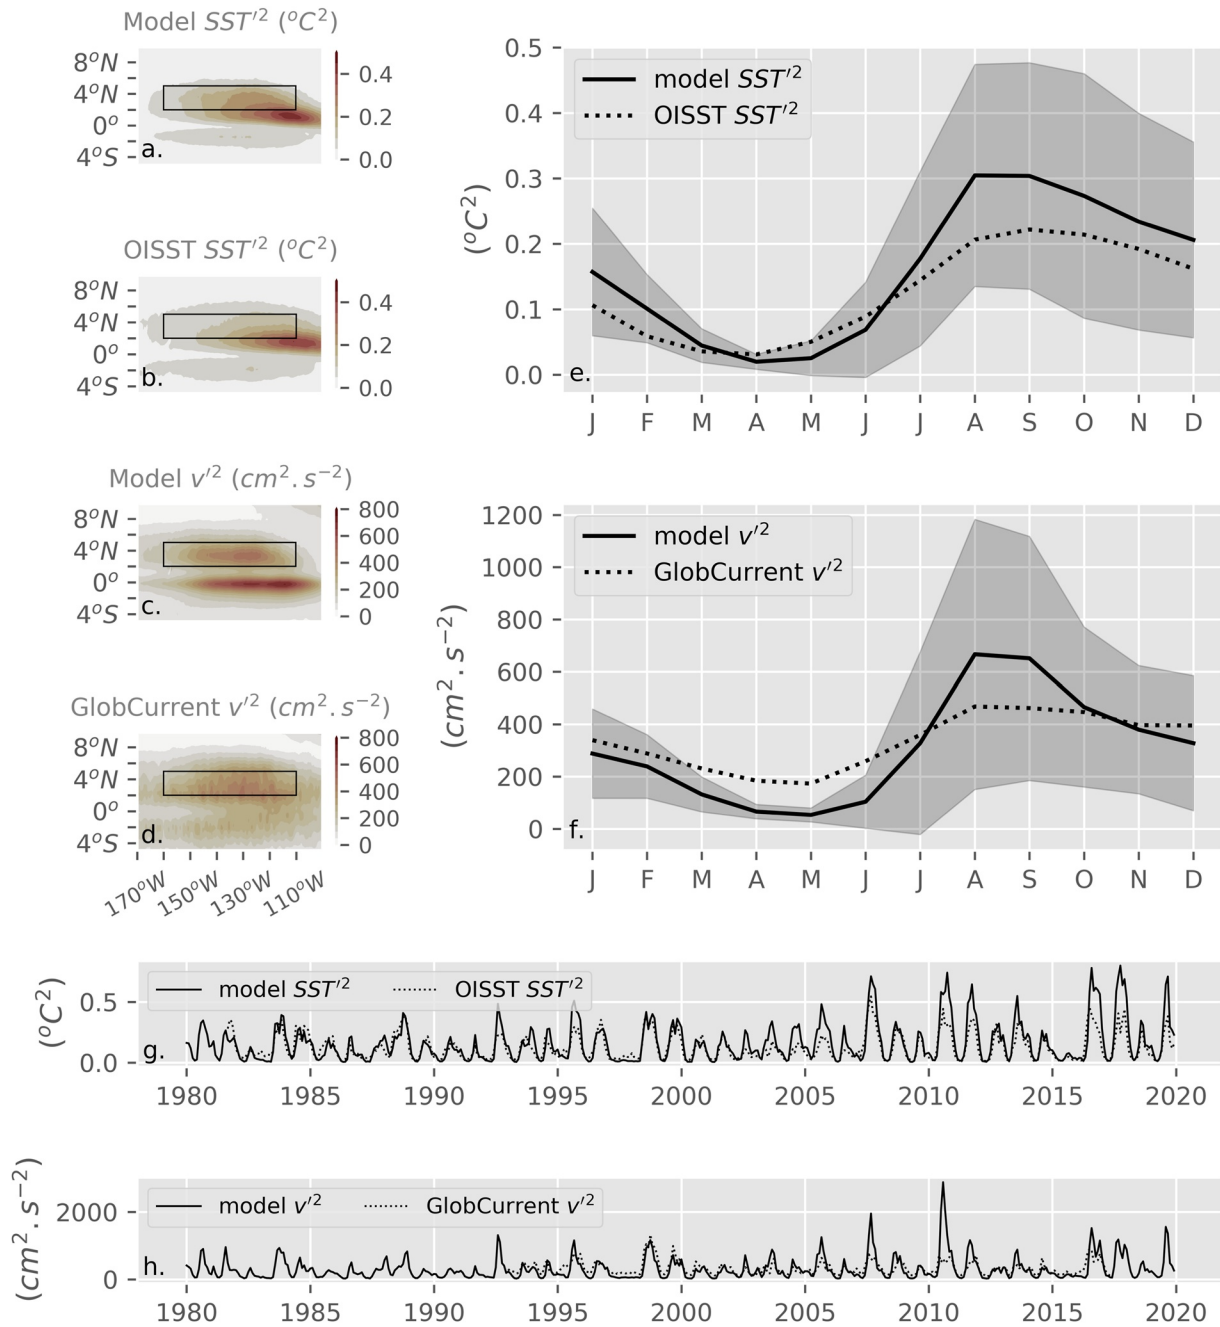 Model SST′² (°C²)
8°N
4°N
0°
4°S
a.
0.4
0.2
0.0
OISST SST′² (°C²)
8°N
4°N
0°
4°S
b.
0.4
0.2
0.0
Model v′² (cm².s⁻²)
8°N
4°N
0°
4°S
c.
800
600
400
200
0
GlobCurrent v′² (cm².s⁻²)
8°N
4°N
0°
4°S
d.
800
600
400
200
0
170°W 150°W 130°W 110°W
(°C²)
0.5
0.4
0.3
0.2
0.1
0.0
model SST′²
OISST SST′²
e.
J F M A M J J A S O N D
(cm².s⁻²)
1200
1000
800
600
400
200
0
model v′²
GlobCurrent v′²
f.
J F M A M J J A S O N D
(°C²)
0.5
0.0
model SST′² OISST SST′²
g.
1980 1985 1990 1995 2000 2005 2010 2015 2020
(cm².s⁻²)
2000
0
model v′² GlobCurrent v′²
h.
1980 1985 1990 1995 2000 2005 2010 2015 2020